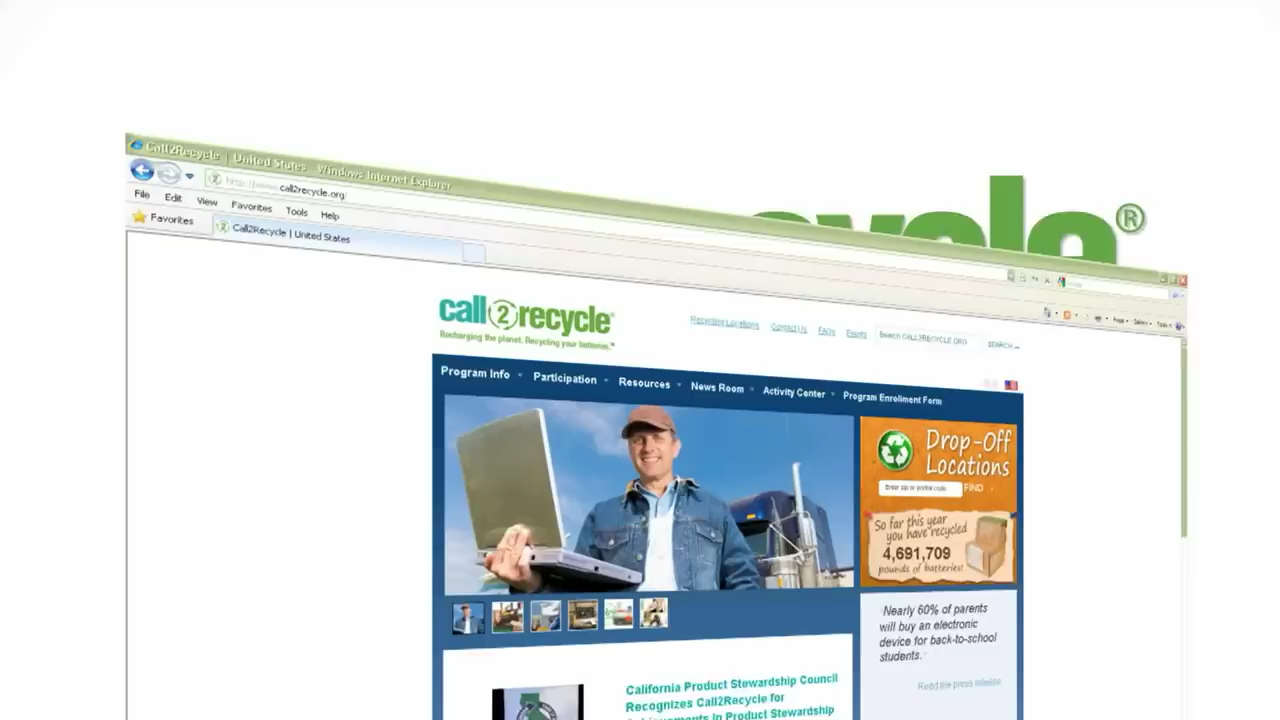 Call2Recycle | United States - Windows Internet Explorer
http://www.call2recycle.org/
File Edit View Favorites Tools Help
Favorites
Call2Recycle | United States
®
call2recycle®
Recharging the planet. Recycling your batteries.™
Recycling Locations Contact Us FAQs Events Search CALL2RECYCLE.ORG SEARCH
Program Info Participation Resources News Room Activity Center Program Enrollment Form
Drop-Off
Locations
Enter zip or postal code FIND
So far this year
you have recycled
4,691,709
pounds of batteries!
"Nearly 60% of parents
will buy an electronic
device for back-to-school
students."
Read the press release
California Product Stewardship Council
Recognizes Call2Recycle for
Achievements in Product Stewardship